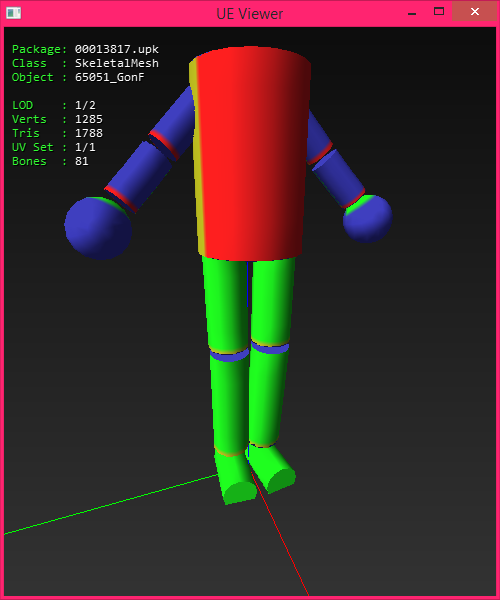 UE Viewer
Package: 00013817.upk
Class  : SkeletalMesh
Object : 65051_GonF
LOD    : 1/2
Verts  : 1285
Tris   : 1788
UV Set : 1/1
Bones  : 81